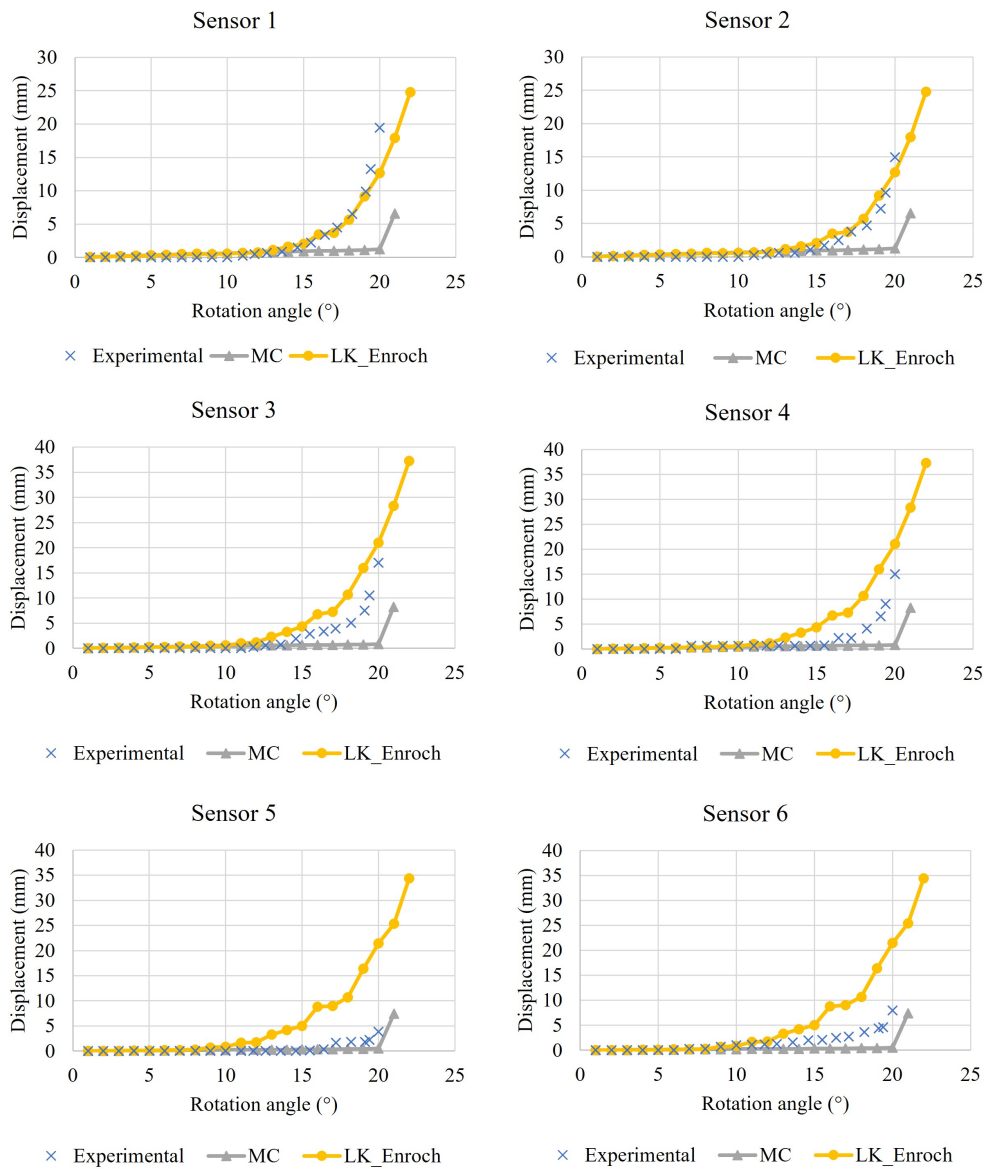 Sensor 1
Displacement (mm)
30
25
20
15
10
5
0
0 5 10 15 20 25
Rotation angle (°)
Experimental MC LK_Enroch
Sensor 2
Displacement (mm)
30
25
20
15
10
5
0
0 5 10 15 20 25
Rotation angle (°)
Experimental MC LK_Enroch
Sensor 3
Displacement (mm)
40
35
30
25
20
15
10
5
0
0 5 10 15 20 25
Rotation angle (°)
Experimental MC LK_Enroch
Sensor 4
Displacement (mm)
40
35
30
25
20
15
10
5
0
0 5 10 15 20 25
Rotation angle (°)
Experimental MC LK_Enroch
Sensor 5
Displacement (mm)
40
35
30
25
20
15
10
5
0
0 5 10 15 20 25
Rotation angle (°)
Experimental MC LK_Enroch
Sensor 6
Displacement (mm)
40
35
30
25
20
15
10
5
0
0 5 10 15 20 25
Rotation angle (°)
Experimental MC LK_Enroch